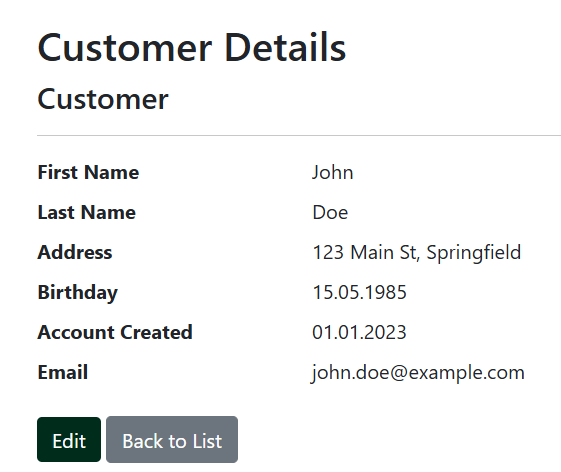 Customer Details
Customer
First Name John
Last Name Doe
Address 123 Main St, Springfield
Birthday 15.05.1985
Account Created 01.01.2023
Email john.doe@example.com
Edit Back to List